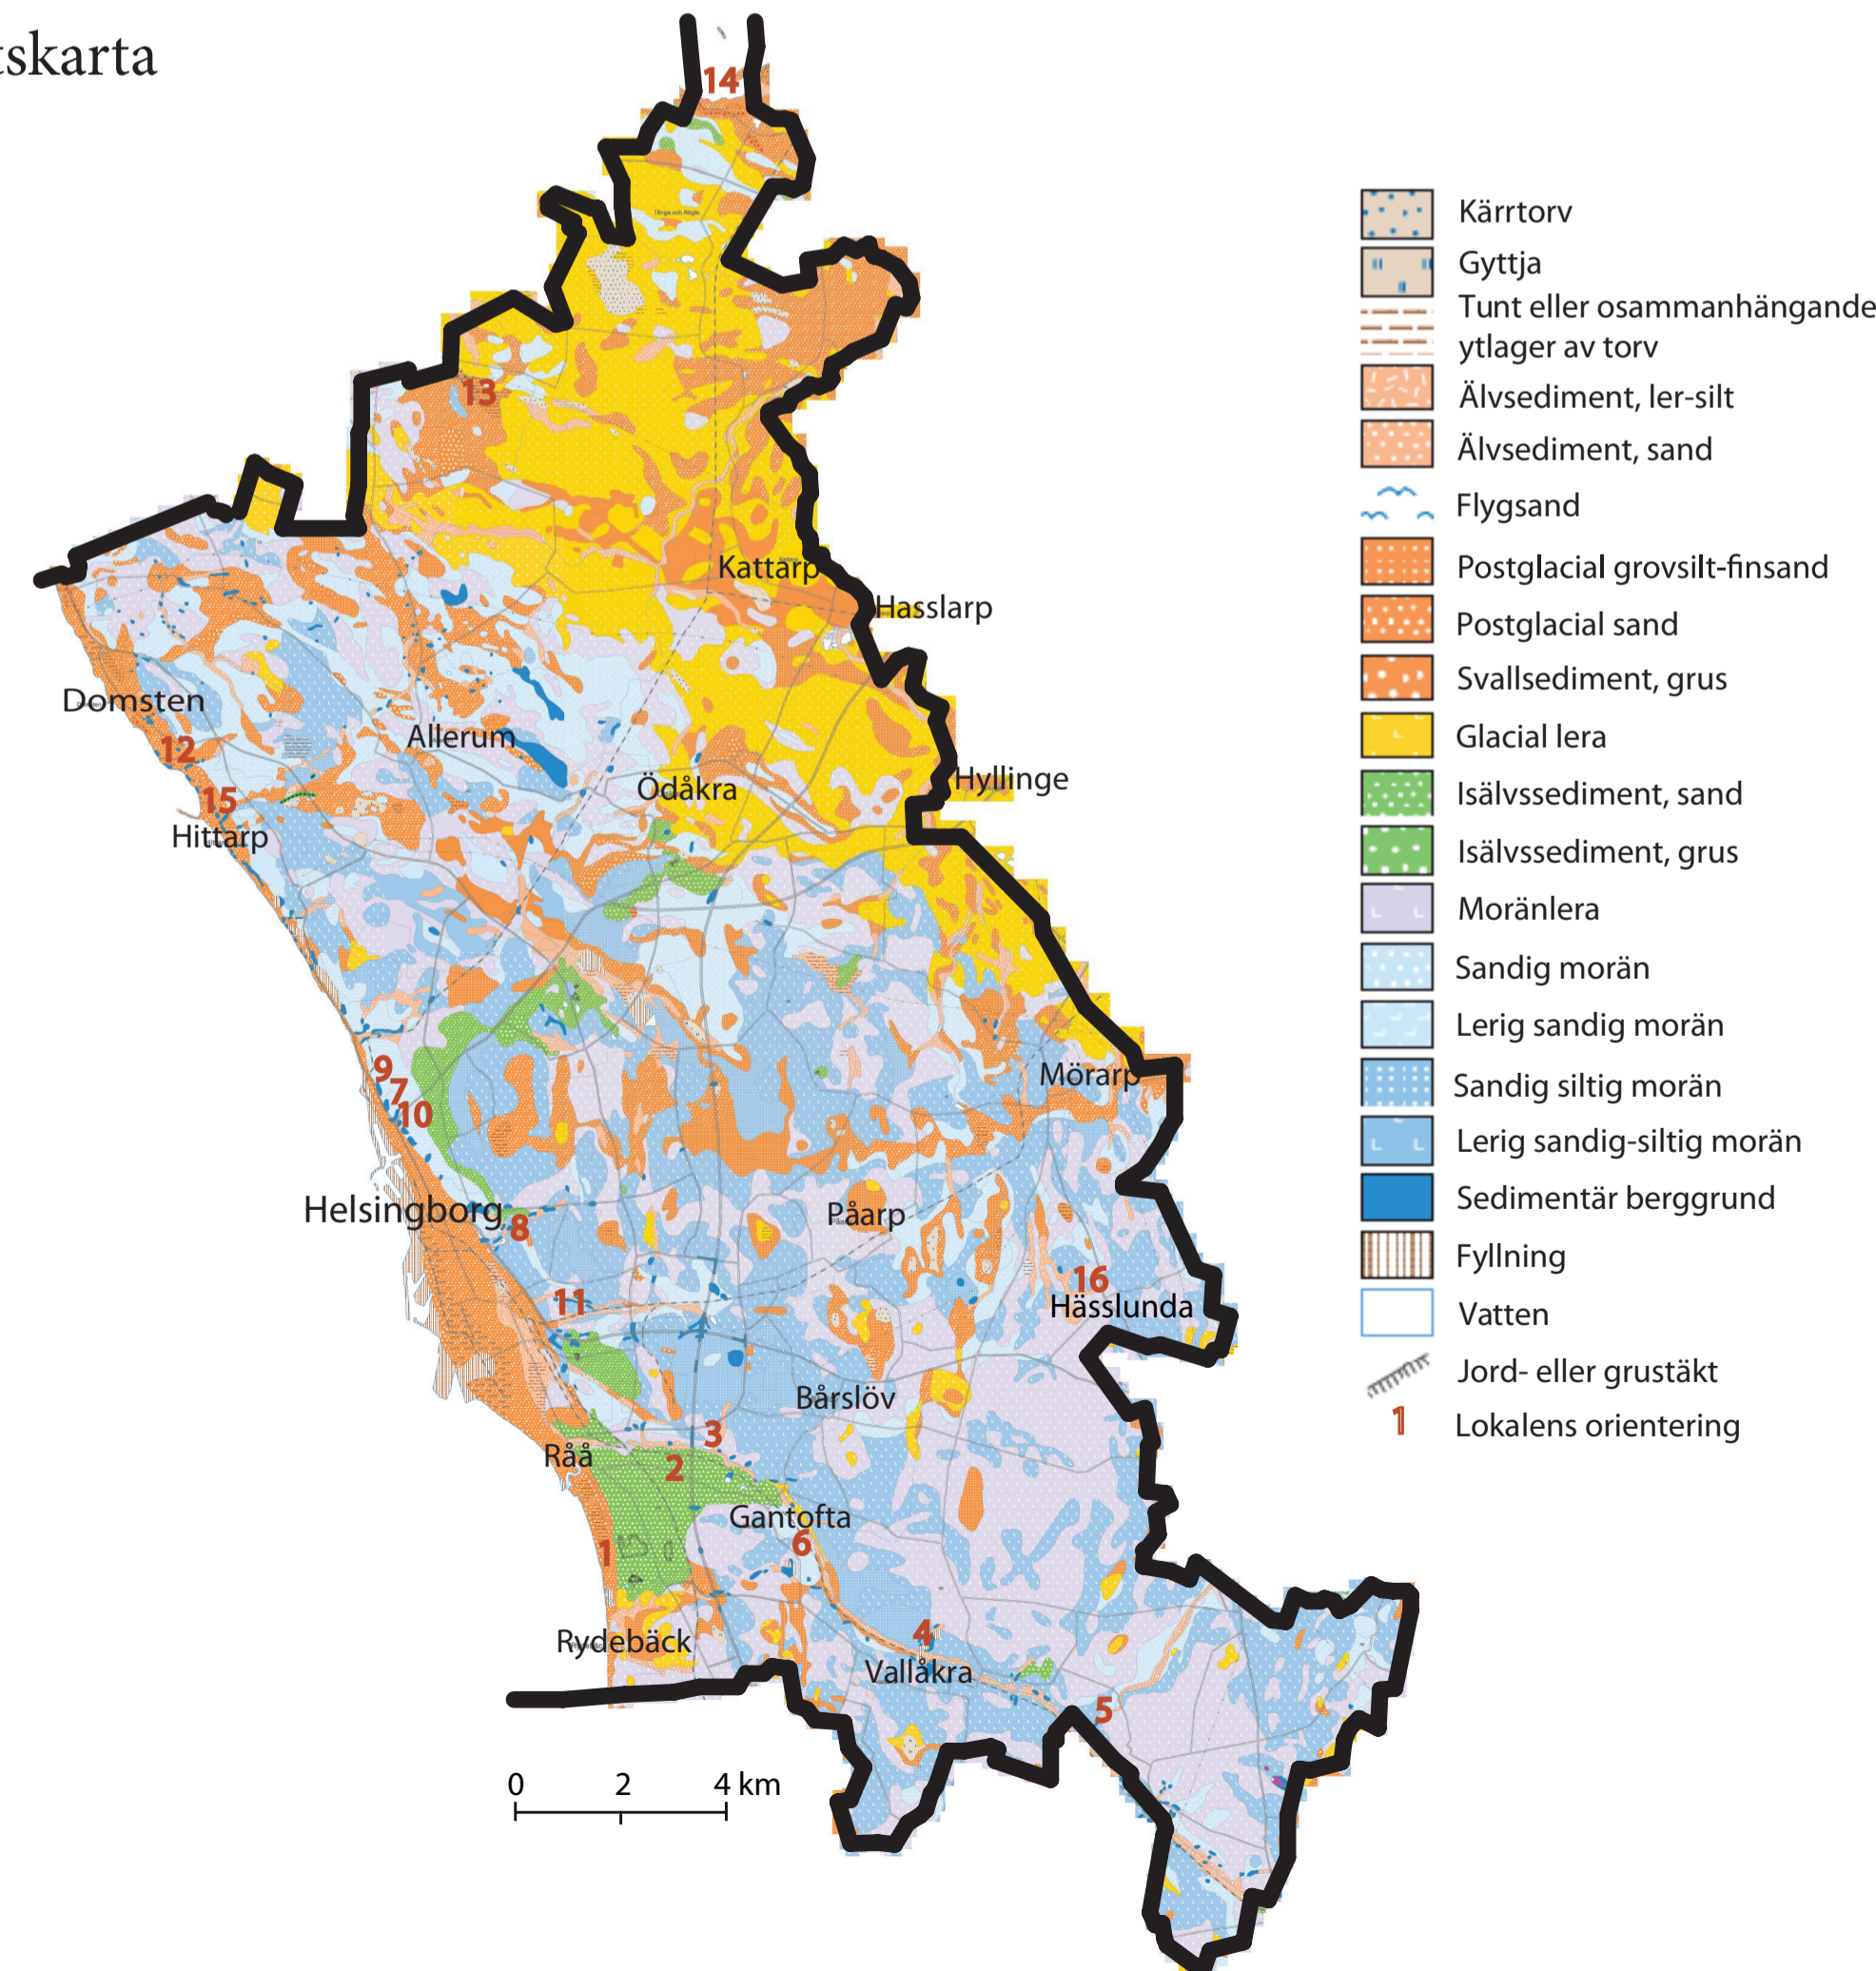 tskarta
14
13
Kattarp
Hasslarp
Domsten
12
Allerum
15
Ödåkra
Hyllinge
Hittarp
9
7
10
Mörarp
Helsingborg
8
Påarp
11
16
Hässlunda
Bårslöv
3
Råå
2
Gantofta
6
1
4
Rydebäck
Vallåkra
5
0 2 4 km
Kärrtorv
Gyttja
Tunt eller osammanhängande
ytlager av torv
Älvsediment, ler-silt
Älvsediment, sand
Flygsand
Postglacial grovsilt-finsand
Postglacial sand
Svallsediment, grus
Glacial lera
Isälvssediment, sand
Isälvssediment, grus
Moränlera
Sandig morän
Lerig sandig morän
Sandig siltig morän
Lerig sandig-siltig morän
Sedimentär berggrund
Fyllning
Vatten
Jord- eller grustäkt
1 Lokalens orientering